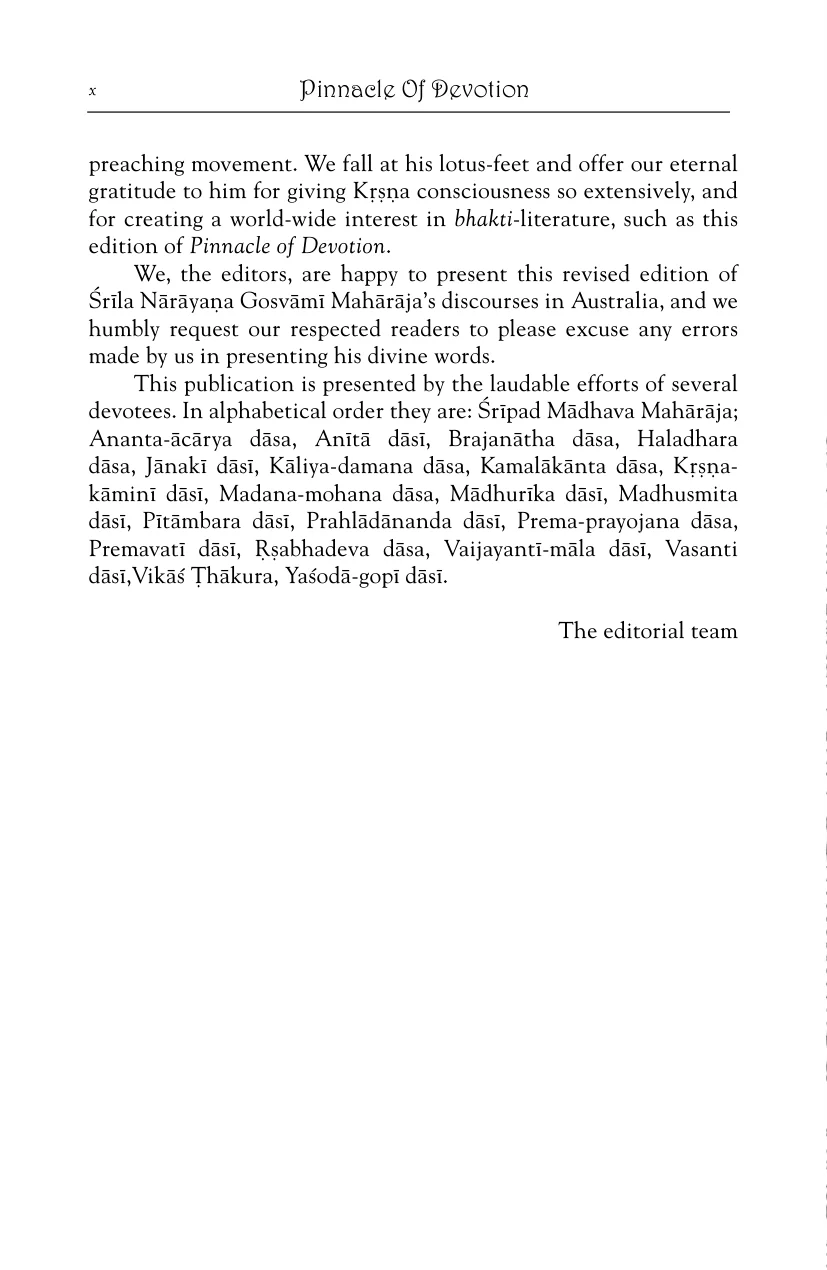 x Pinnacle Of Devotion
preaching movement. We fall at his lotus-feet and offer our eternal
gratitude to him for giving Kṛṣṇa consciousness so extensively, and
for creating a world-wide interest in bhakti-literature, such as this
edition of Pinnacle of Devotion.
We, the editors, are happy to present this revised edition of
Śrīla Nārāyaṇa Gosvāmī Mahārāja’s discourses in Australia, and we
humbly request our respected readers to please excuse any errors
made by us in presenting his divine words.
This publication is presented by the laudable efforts of several
devotees. In alphabetical order they are: Śrīpad Mādhava Mahārāja;
Ananta-ācārya dāsa, Anītā dāsī, Brajanātha dāsa, Haladhara
dāsa, Jānakī dāsī, Kāliya-damana dāsa, Kamalākānta dāsa, Kṛṣṇa-
kāminī dāsī, Madana-mohana dāsa, Mādhurīka dāsī, Madhusmita
dāsī, Pītāmbara dāsī, Prahlādānanda dāsī, Prema-prayojana dāsa,
Premavatī dāsī, Ṛṣabhadeva dāsa, Vaijayantī-māla dāsī, Vasanti
dāsī,Vikāś Ṭhākura, Yaśodā-gopī dāsī.
The editorial team